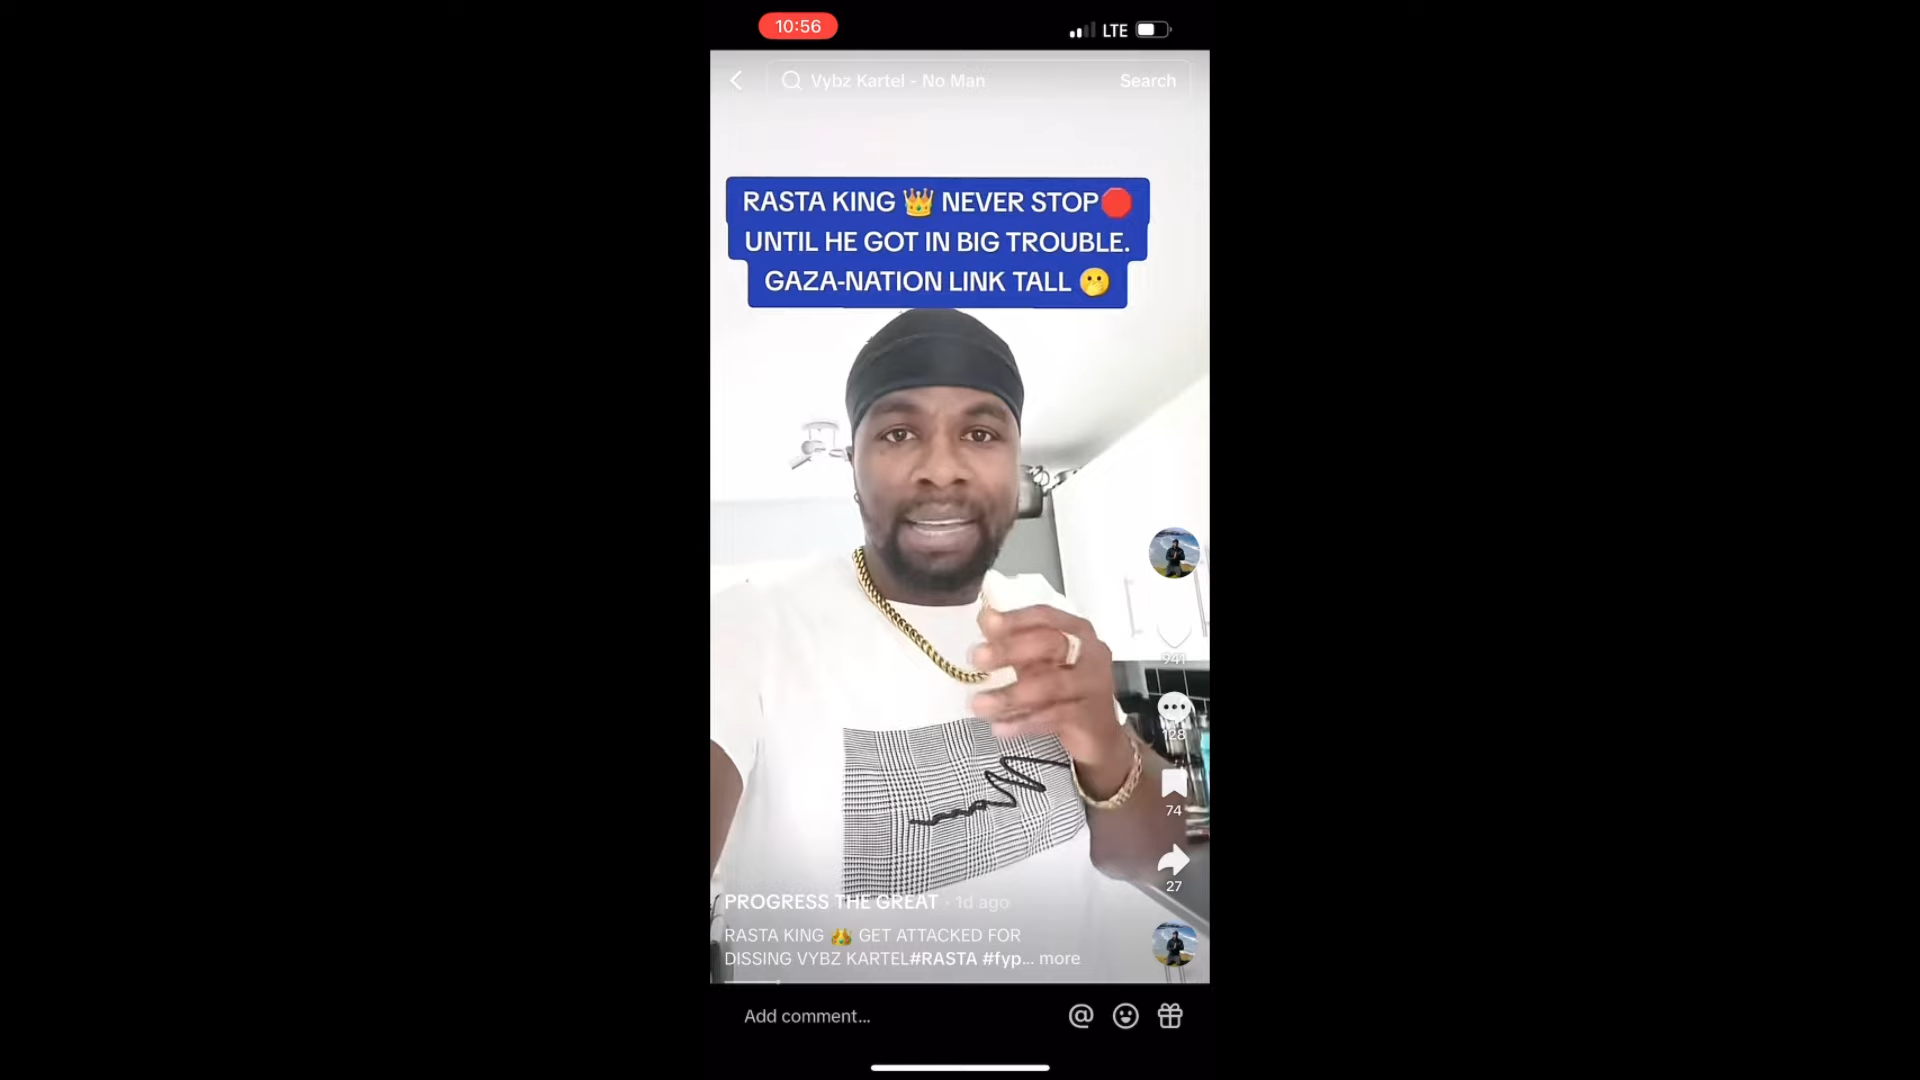 10:56
LTE
Vybz Kartel - No Man
Search
RASTA KING 👑 NEVER STOP🛑
UNTIL HE GOT IN BIG TROUBLE.
GAZA-NATION LINK TALL 🫢
941
128
74
27
PROGRESS THE GREAT · 1d ago
RASTA KING 👑 GET ATTACKED FOR
DISSING VYBZ KARTEL#RASTA #fyp... more
Add comment...